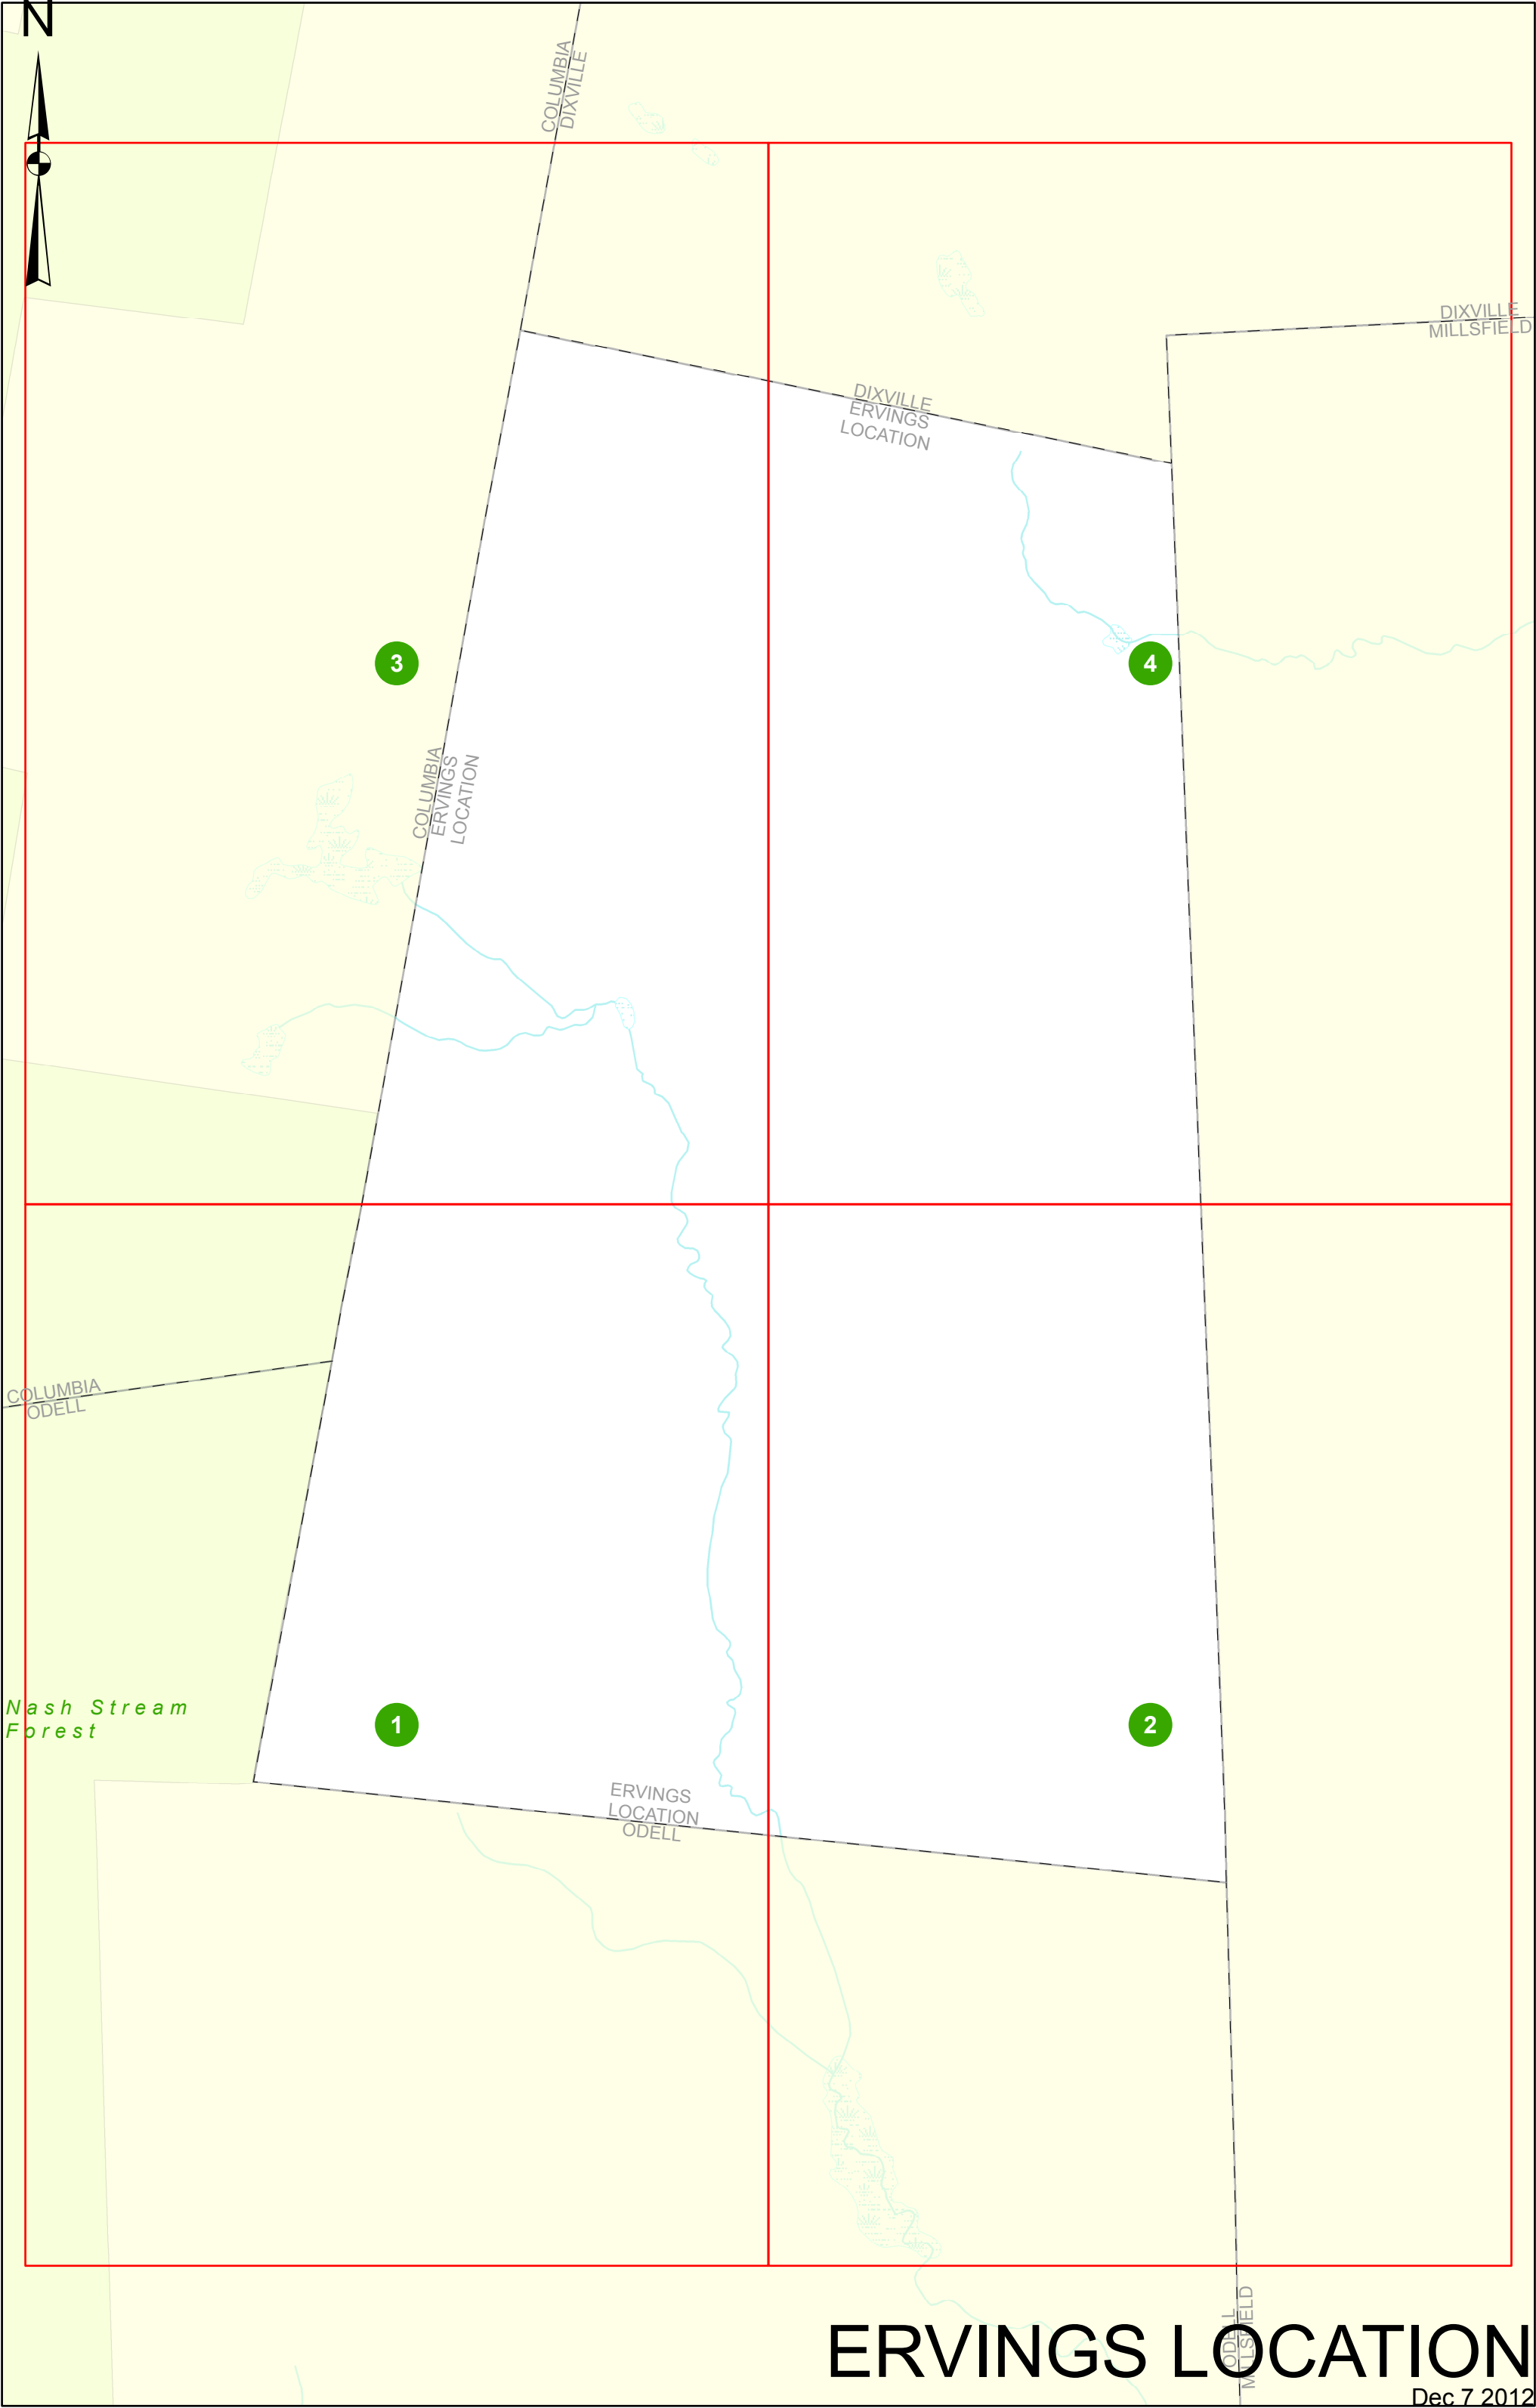 N
COLUMBIA
DIXVILLE
DIXVILLE
MILLSFIELD
DIXVILLE
ERVINGS
LOCATION
3
4
COLUMBIA
ERVINGS
LOCATION
COLUMBIA
ODELL
Nash Stream
Forest
1
2
ERVINGS
LOCATION
ODELL
ODELL
MILLSFIELD
ERVINGS LOCATION
Dec 7 2012